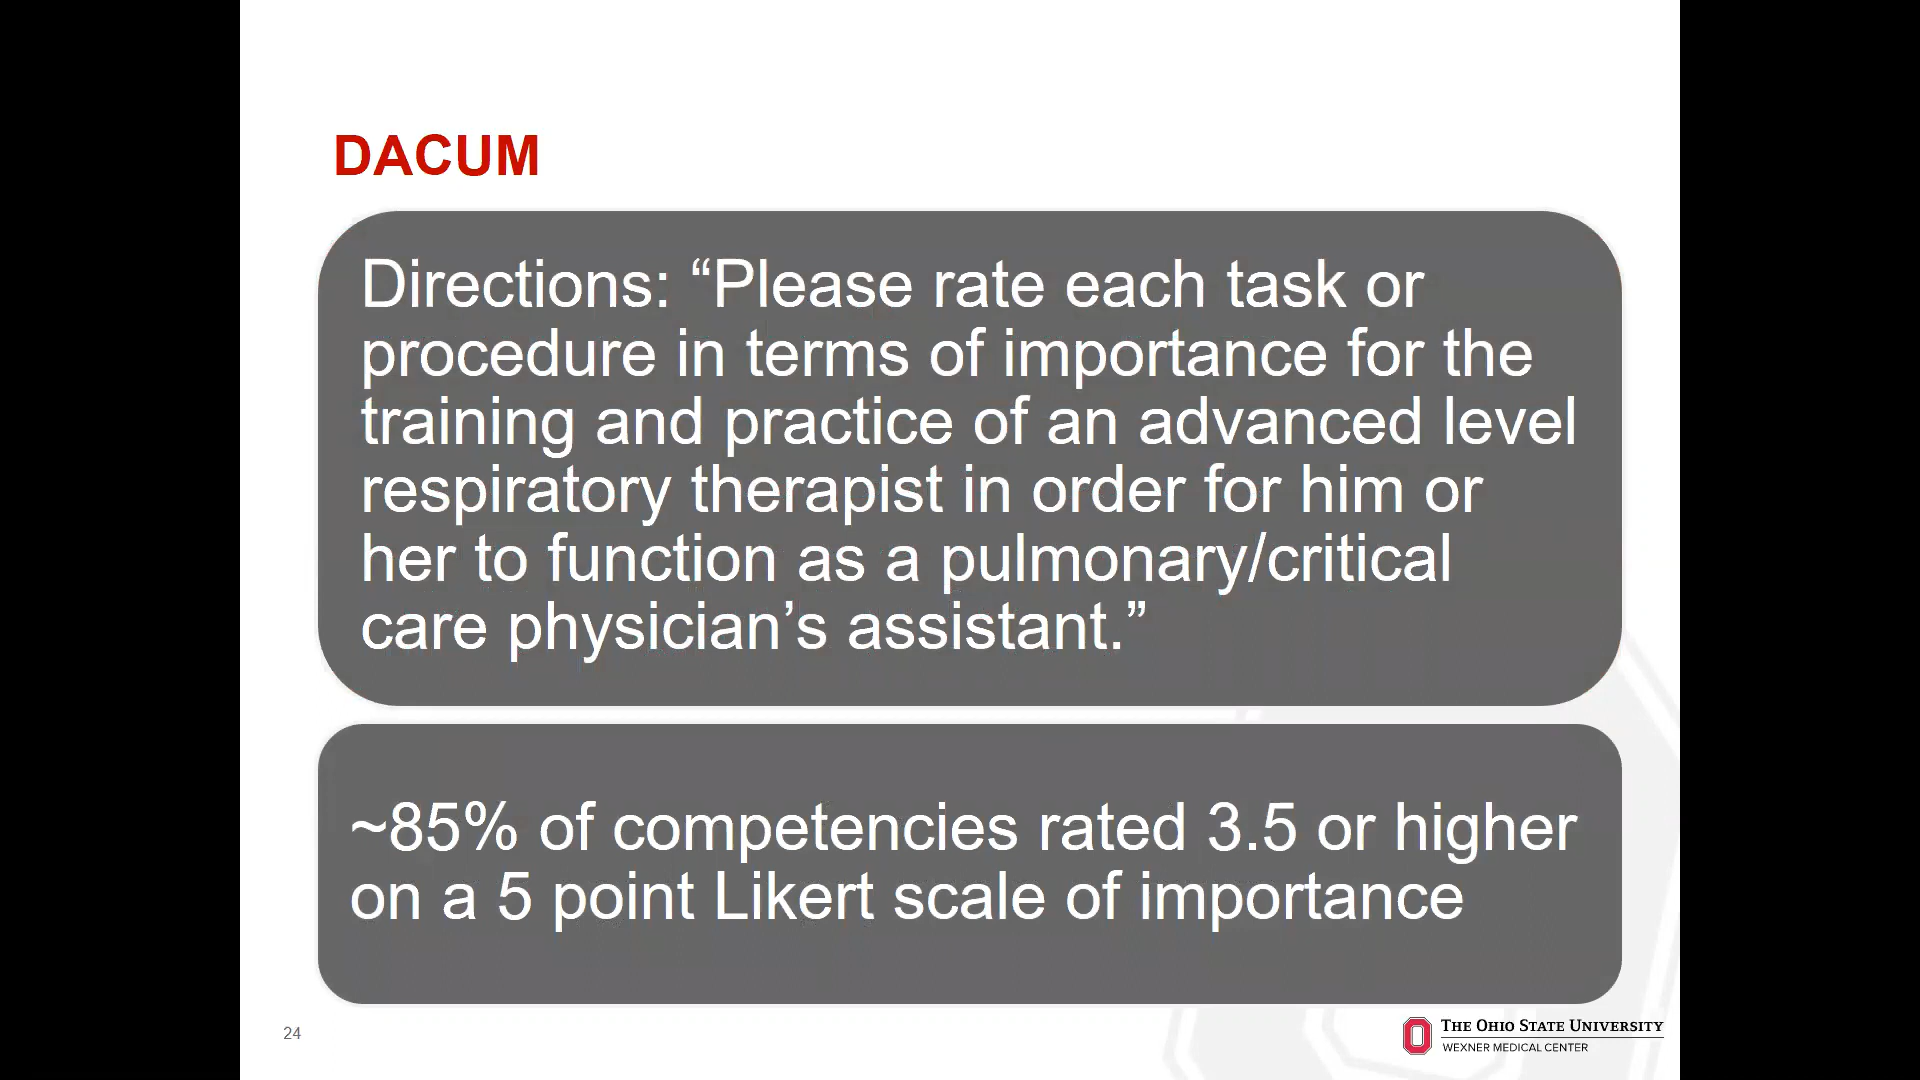 DACUM
Directions: “Please rate each task or
procedure in terms of importance for the
training and practice of an advanced level
respiratory therapist in order for him or
her to function as a pulmonary/critical
care physician’s assistant.”
~85% of competencies rated 3.5 or higher
on a 5 point Likert scale of importance
24
THE OHIO STATE UNIVERSITY
WEXNER MEDICAL CENTER